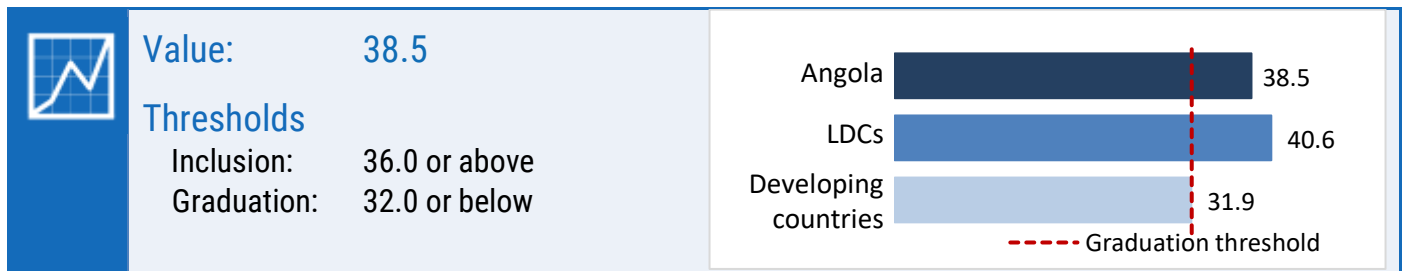 Value: 38.5
Thresholds
Inclusion: 36.0 or above
Graduation: 32.0 or below
Angola 38.5
LDCs 40.6
Developing
countries 31.9
Graduation threshold